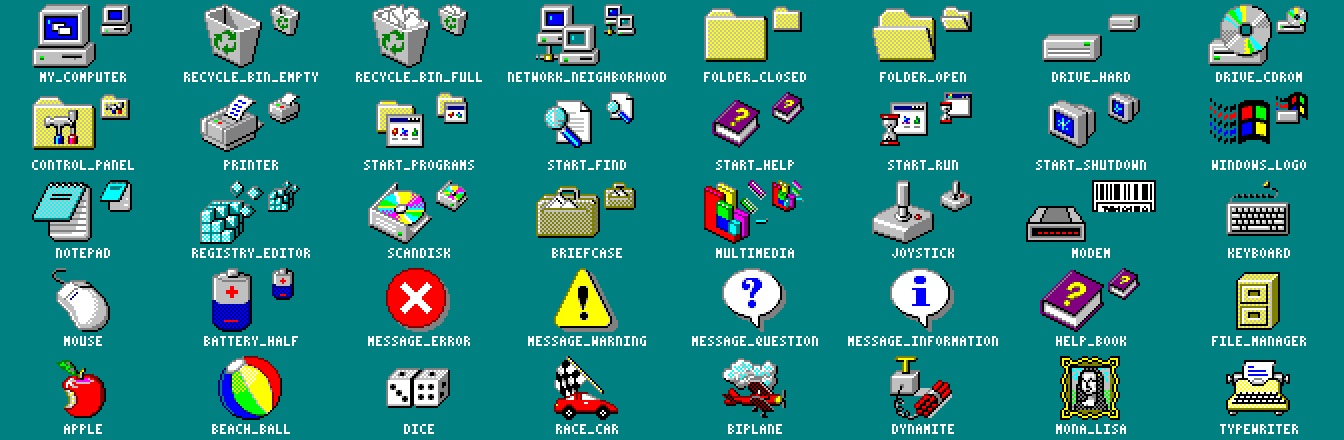 MY_COMPUTER RECYCLE_BIN_EMPTY RECYCLE_BIN_FULL NETWORK_NEIGHBORHOOD FOLDER_CLOSED FOLDER_OPEN DRIVE_HARD DRIVE_CDROM
CONTROL_PANEL PRINTER START_PROGRAMS START_FIND START_HELP START_RUN START_SHUTDOWN WINDOWS_LOGO
NOTEPAD REGISTRY_EDITOR SCANDISK BRIEFCASE MULTIMEDIA JOYSTICK MODEM KEYBOARD
MOUSE BATTERY_HALF MESSAGE_ERROR MESSAGE_WARNING MESSAGE_QUESTION MESSAGE_INFORMATION HELP_BOOK FILE_MANAGER
APPLE BEACH_BALL DICE RACE_CAR BIPLANE DYNAMITE MONA_LISA TYPEWRITER